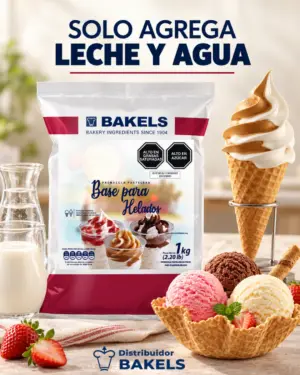 SOLO AGREGA
LECHE Y AGUA
BAKELS
BAKERY INGREDIENTS SINCE 1904
ALTO EN
GRASAS
SATURADAS
ALTO EN
AZÚCAR
Base para
Helados
1kg
(2,20 lb)
Distribuidor
BAKELS